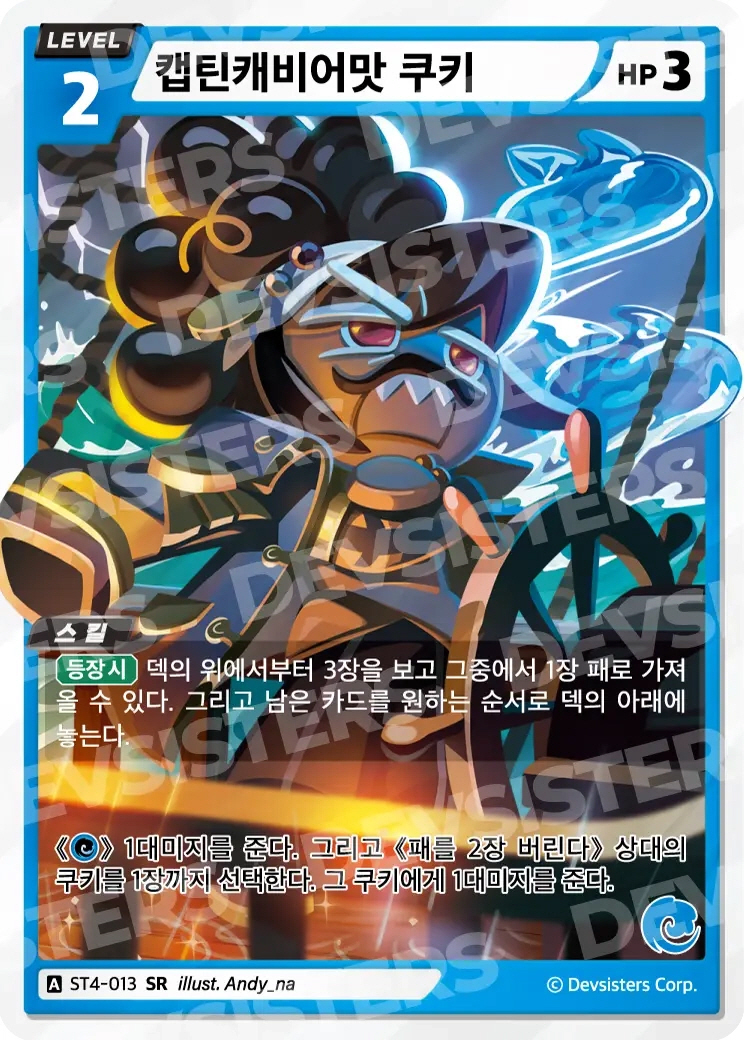 LEVEL
2
캡틴캐비어맛 쿠키
HP 3
스킬
등장시 덱의 위에서부터 3장을 보고 그중에서 1장 패로 가져
올 수 있다. 그리고 남은 카드를 원하는 순서로 덱의 아래에
놓는다.
《》 1대미지를 준다. 그리고 《패를 2장 버린다》 상대의
쿠키를 1장까지 선택한다. 그 쿠키에게 1대미지를 준다.
A ST4-013 SR illust. Andy_na
© Devsisters Corp.
DEVSISTERS